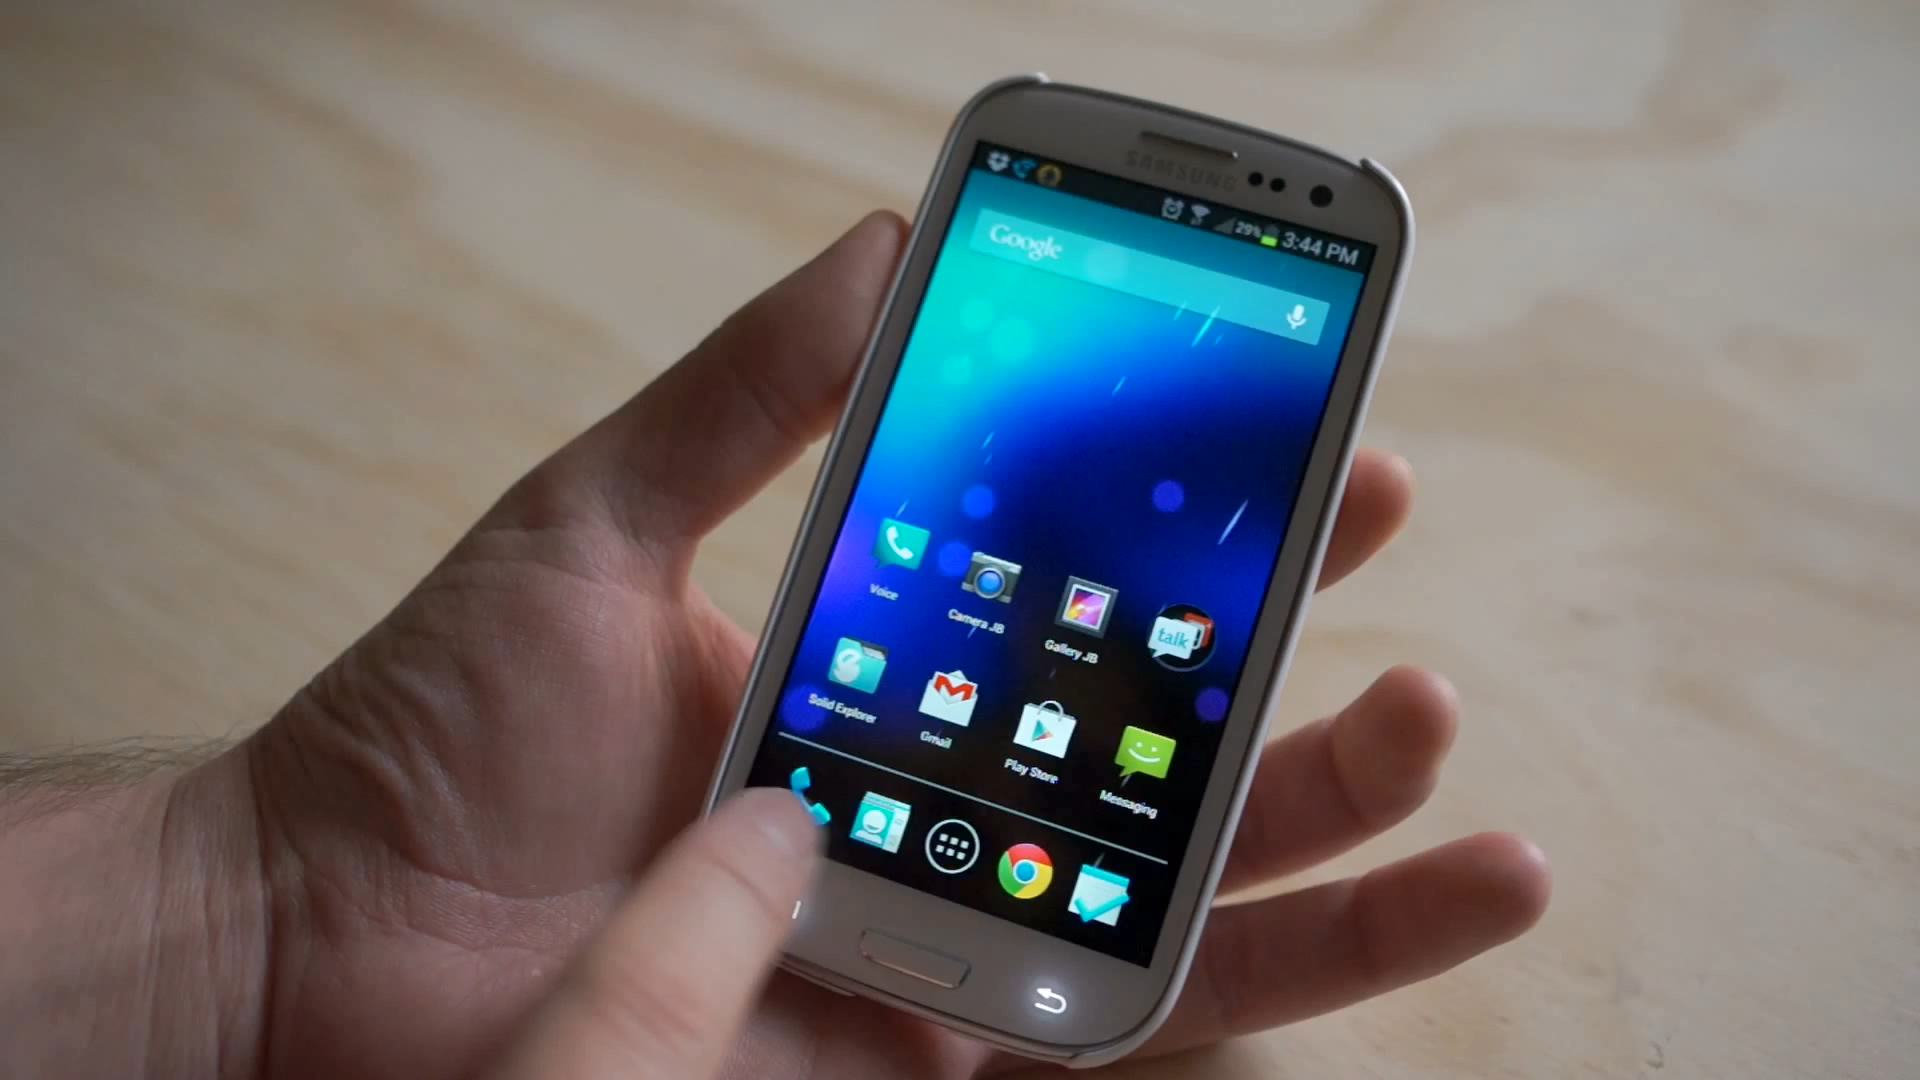 SAMSUNG
29% 3:44 PM
Google
Voice
Camera JB
Gallery JB
talk
Solid Explorer
Gmail
Play Store
Messaging